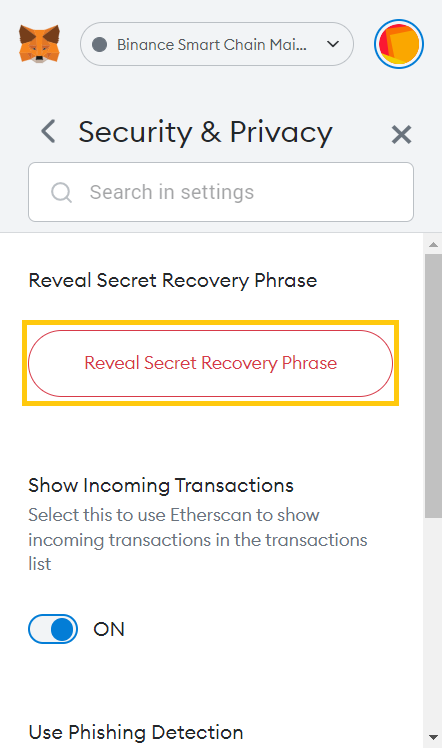 Binance Smart Chain Mai...
Security & Privacy
Search in settings
Reveal Secret Recovery Phrase
Reveal Secret Recovery Phrase
Show Incoming Transactions
Select this to use Etherscan to show
incoming transactions in the transactions
list
ON
Use Phishing Detection